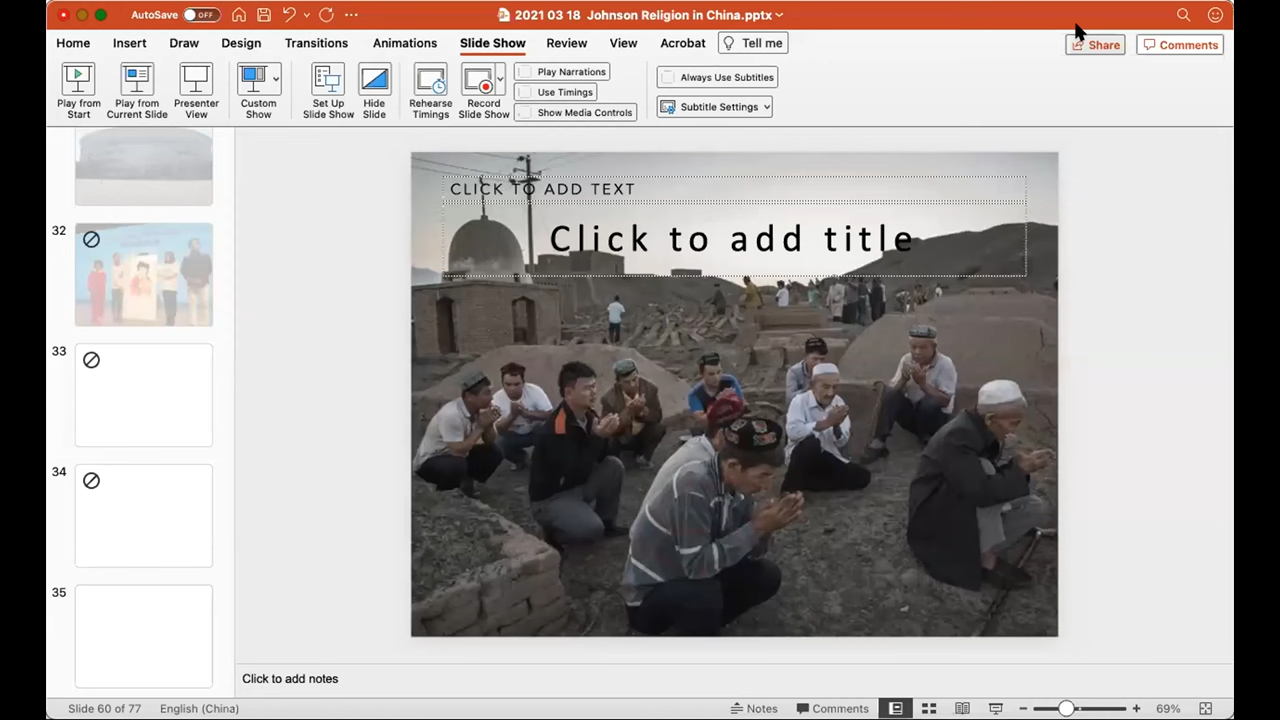 AutoSave OFF
2021 03 18 Johnson Religion in China.pptx
Home Insert Draw Design Transitions Animations Slide Show Review View Acrobat Tell me
Share Comments
Play from Start
Play from Current Slide
Presenter View
Custom Show
Set Up Slide Show
Hide Slide
Rehearse Timings
Record Slide Show
Play Narrations
Use Timings
Show Media Controls
Always Use Subtitles
Subtitle Settings
32
33
34
35
CLICK TO ADD TEXT
Click to add title
Click to add notes
Slide 60 of 77 English (China) Notes Comments 69%